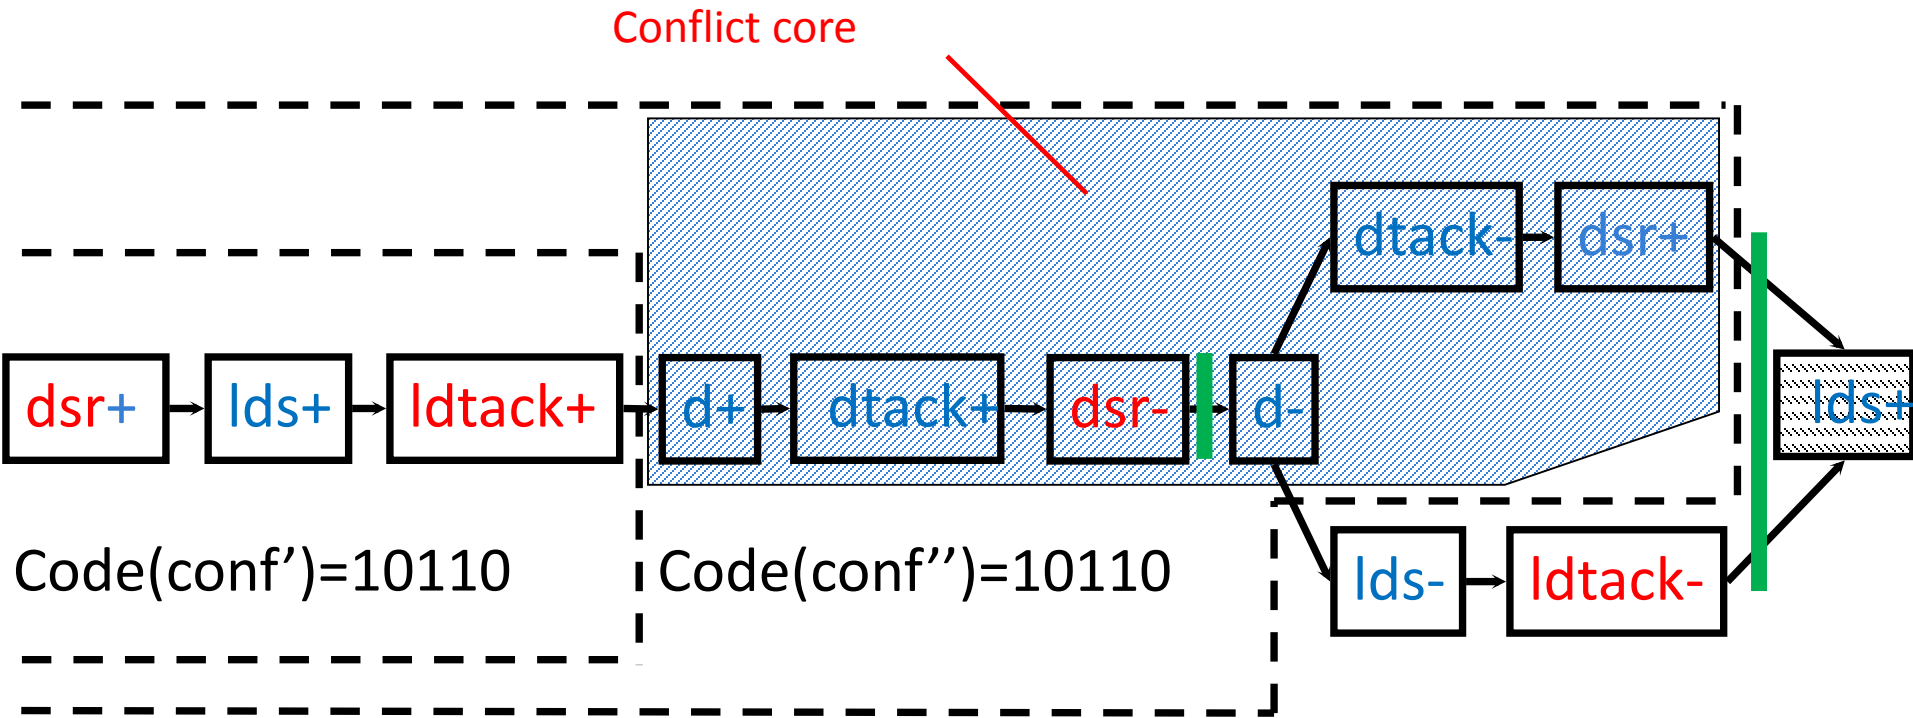 Conflict core
dtack- dsr+
dsr+ lds+ ldtack+ d+ dtack+ dsr- d- lds+
Code(conf’)=10110 Code(conf’’)=10110 lds- ldtack-